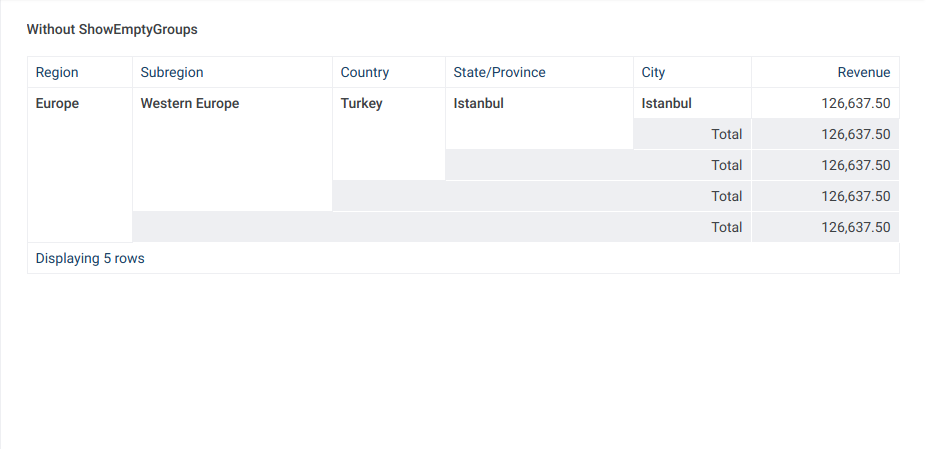 Without ShowEmptyGroups
Region Subregion Country State/Province City Revenue
Europe Western Europe Turkey Istanbul Istanbul 126,637.50
Total 126,637.50
Total 126,637.50
Total 126,637.50
Total 126,637.50
Displaying 5 rows